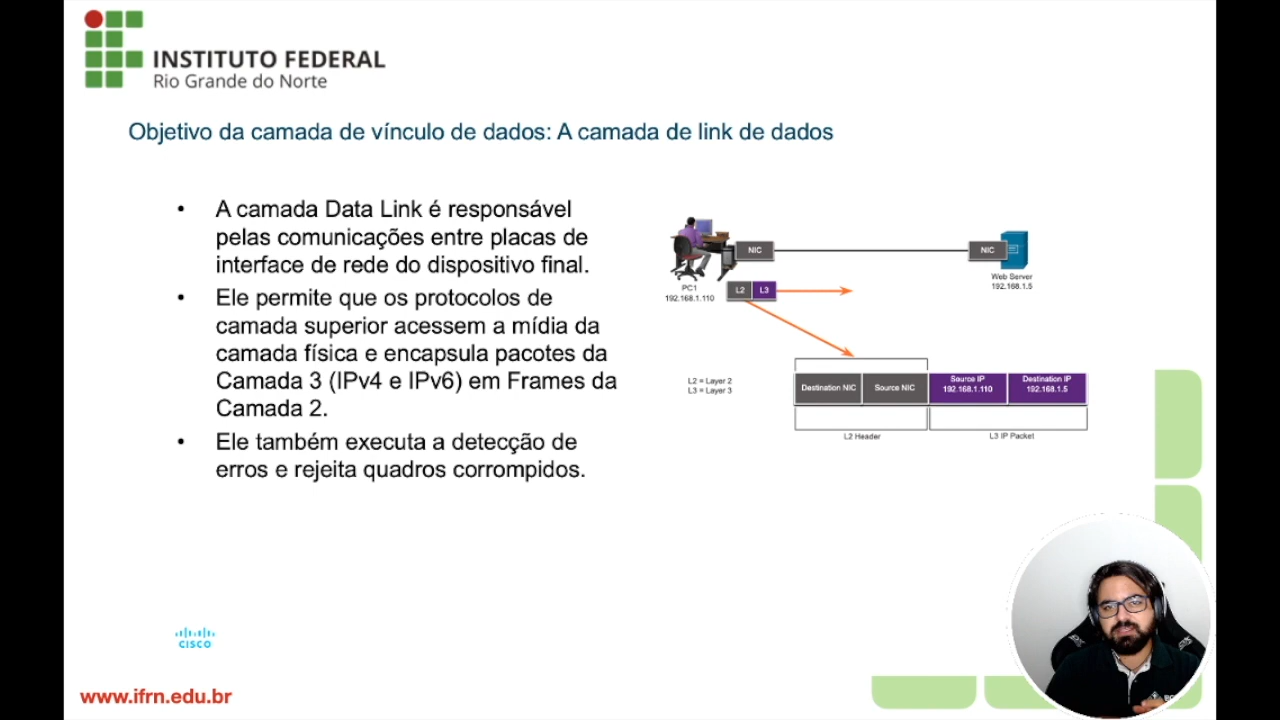 INSTITUTO FEDERAL
Rio Grande do Norte
Objetivo da camada de vínculo de dados: A camada de link de dados
• A camada Data Link é responsável
pelas comunicações entre placas de
interface de rede do dispositivo final.
• Ele permite que os protocolos de
camada superior acessem a mídia da
camada física e encapsula pacotes da
Camada 3 (IPv4 e IPv6) em Frames da
Camada 2.
• Ele também executa a detecção de
erros e rejeita quadros corrompidos.
NIC
NIC
PC1
192.168.1.110
Web Server
192.168.1.5
L2 L3
L2 = Layer 2
L3 = Layer 3
Destination NIC
Source NIC
Source IP
192.168.1.110
Destination IP
192.168.1.5
L2 Header
L3 IP Packet
CISCO
www.ifrn.edu.br